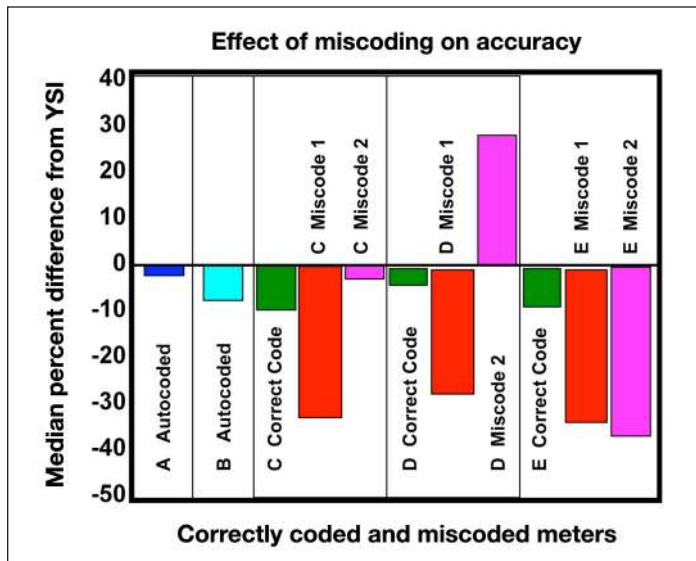 Effect of miscoding on accuracy
Median percent difference from YSI
40
30
20
10
0
-10
-20
-30
-40
-50
A Autocoded
B Autocoded
C Correct Code
C Miscode 1
C Miscode 2
D Correct Code
D Miscode 1
D Miscode 2
E Correct Code
E Miscode 1
E Miscode 2
Correctly coded and miscoded meters